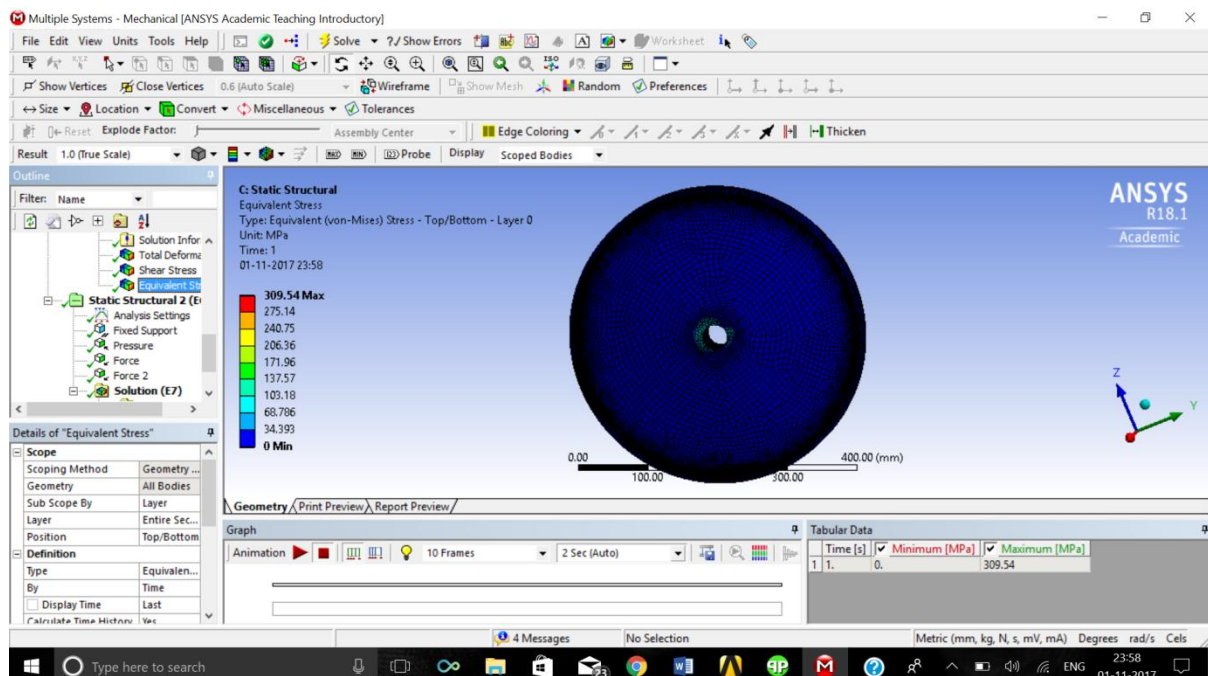 Multiple Systems - Mechanical [ANSYS Academic Teaching Introductory]
File Edit View Units Tools Help Solve ?/ Show Errors Worksheet
Show Vertices Close Vertices 0.6 (Auto Scale) Wireframe Show Mesh Random Preferences
Size Location Convert Miscellaneous Tolerances
Reset Explode Factor: Assembly Center Edge Coloring Thicken
Result 1.0 (True Scale) Probe Display Scoped Bodies
Outline
Filter: Name
Solution Infor
Total Deforma
Shear Stress
Equivalent Str
Static Structural 2 (E
Analysis Settings
Fixed Support
Pressure
Force
Force 2
Solution (E7)
C: Static Structural
Equivalent Stress
Type: Equivalent (von-Mises) Stress - Top/Bottom - Layer 0
Unit: MPa
Time: 1
01-11-2017 23:58
309.54 Max
275.14
240.75
206.36
171.96
137.57
103.18
68.786
34.393
0 Min
ANSYS
R18.1
Academic
Z
Y
0.00 400.00 (mm)
100.00 300.00
Geometry Print Preview Report Preview
Details of "Equivalent Stress"
Scope
Scoping Method Geometry ...
Geometry All Bodies
Sub Scope By Layer
Layer Entire Sec...
Position Top/Bottom
Definition
Type Equivalen...
By Time
Display Time Last
Calculate Time History Yes
Graph
Animation 10 Frames 2 Sec (Auto)
Tabular Data
Time [s] Minimum [MPa] Maximum [MPa]
1 1. 0. 309.54
4 Messages No Selection Metric (mm, kg, N, s, mV, mA) Degrees rad/s Cels
Type here to search
23
ENG
23:58
01-11-2017